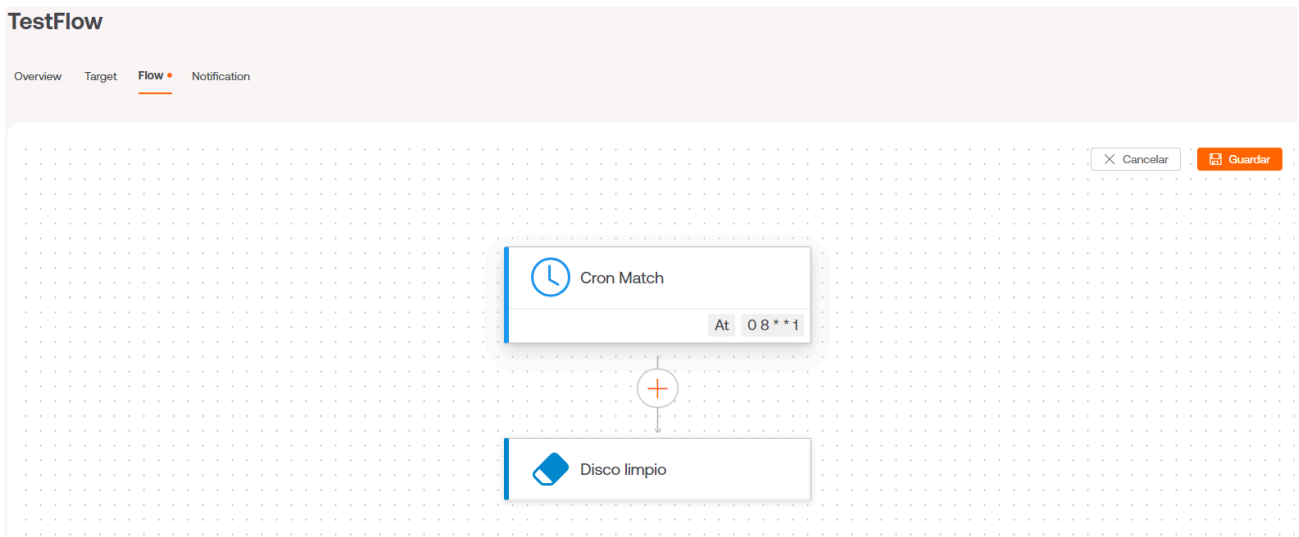 TestFlow
Overview Target Flow Notification
Cancelar Guardar
Cron Match
At 0 8 * * 1
Disco limpio